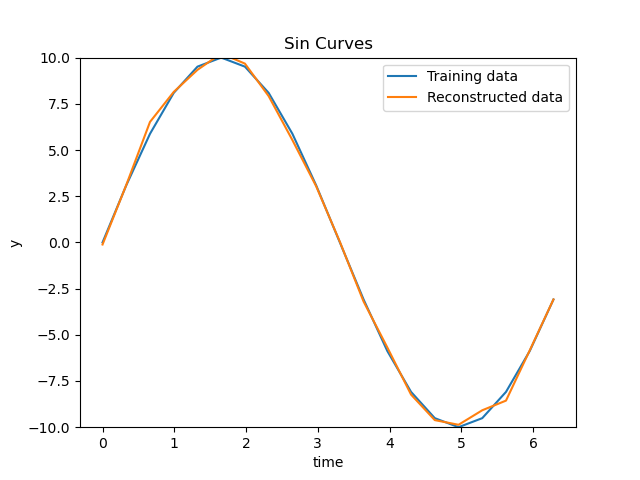 Sin Curves
Training data
Reconstructed data
10.0
7.5
5.0
2.5
0.0
−2.5
−5.0
−7.5
−10.0
y
0 1 2 3 4 5 6
time